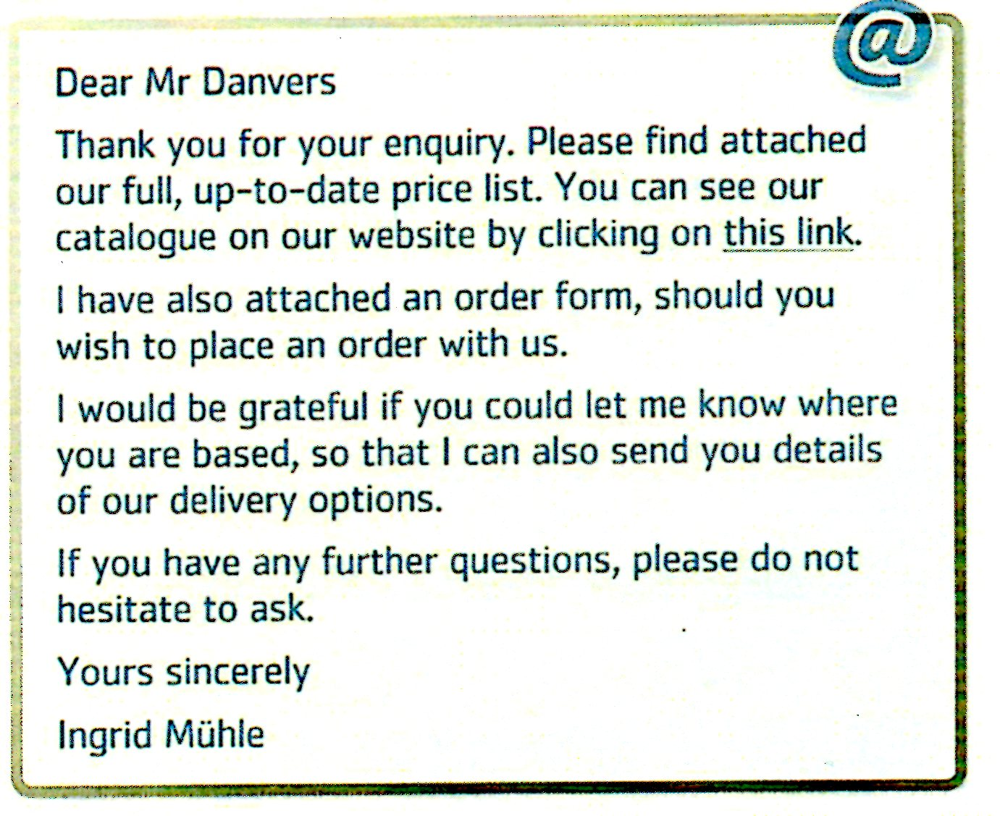 @
Dear Mr Danvers
Thank you for your enquiry. Please find attached
our full, up-to-date price list. You can see our
catalogue on our website by clicking on this link.
I have also attached an order form, should you
wish to place an order with us.
I would be grateful if you could let me know where
you are based, so that I can also send you details
of our delivery options.
If you have any further questions, please do not
hesitate to ask.
Yours sincerely
Ingrid Mühle